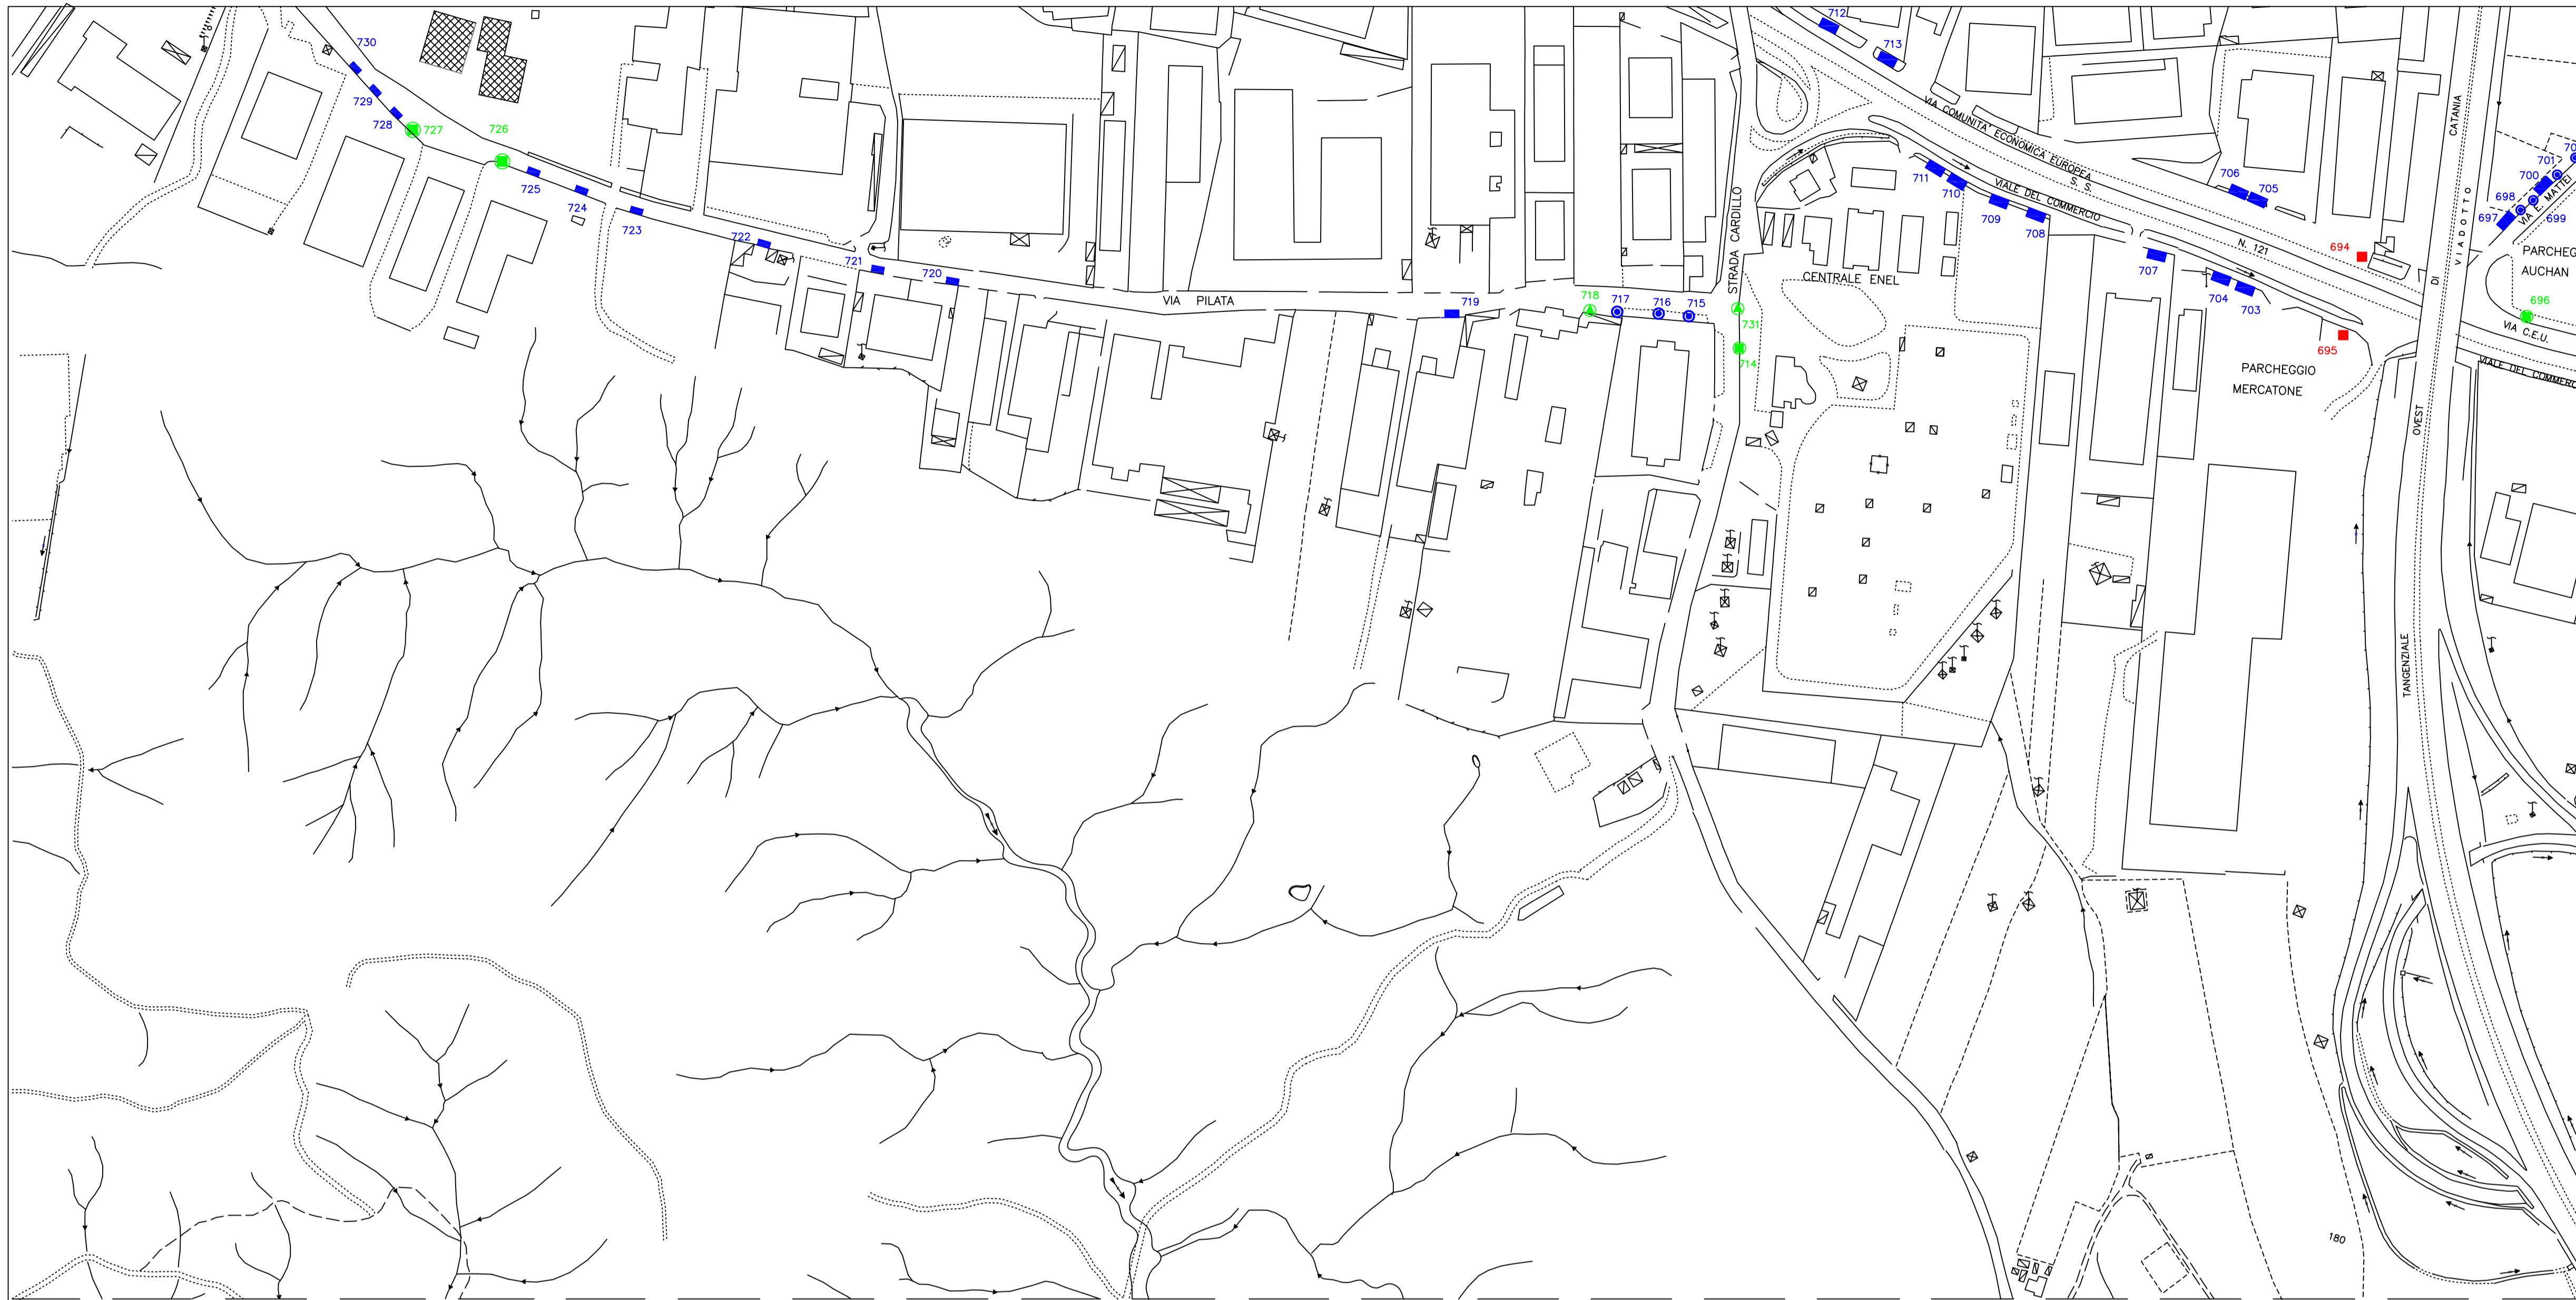 712
713
730
729
728
727
726
725
724
723
722
721
720
VIA PILATA
719
718
717
716
715
731
714
STRADA CARDILLO
CENTRALE ENEL
VIA COMUNITA' ECONOMICA EUROPEA
S. S.
N. 121
VIALE DEL COMMERCIO
711
710
709
708
707
706
705
704
703
694
695
PARCHEGGIO
MERCATONE
TANGENZIALE
OVEST
DI
CATANIA
VIADOTTO
701
700
698
697
699
VIA E. MATTEI
PARCHEG
AUCHAN
696
VIA C.E.U.
VIALE DEL COMMERC
180